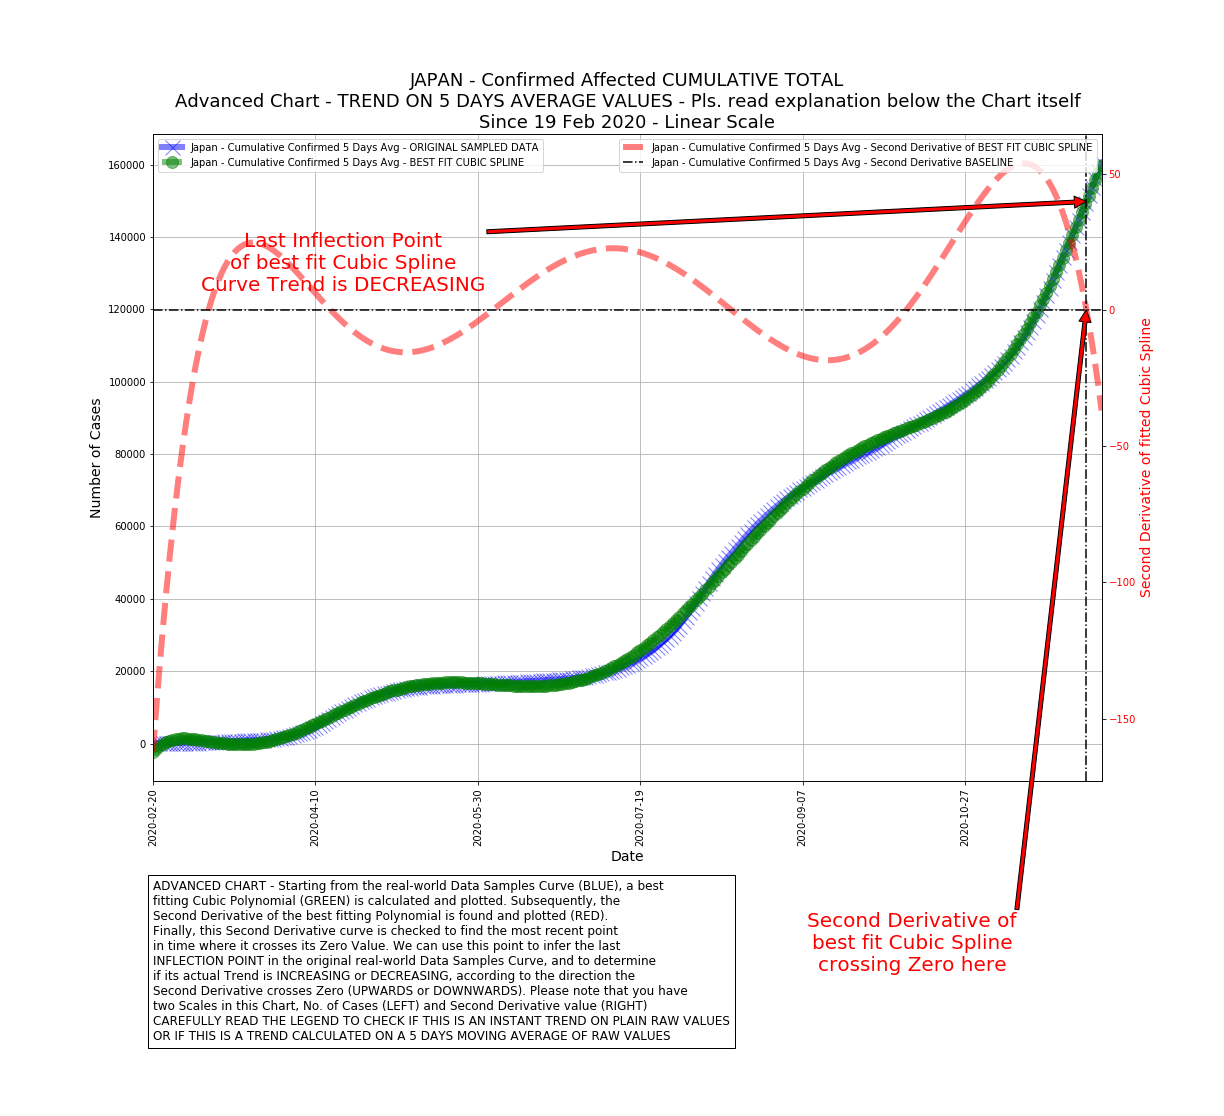 JAPAN - Confirmed Affected CUMULATIVE TOTAL
Advanced Chart - TREND ON 5 DAYS AVERAGE VALUES - Pls. read explanation below the Chart itself
Since 19 Feb 2020 - Linear Scale
Japan - Cumulative Confirmed 5 Days Avg - ORIGINAL SAMPLED DATA
Japan - Cumulative Confirmed 5 Days Avg - BEST FIT CUBIC SPLINE
Japan - Cumulative Confirmed 5 Days Avg - Second Derivative of BEST FIT CUBIC SPLINE
Japan - Cumulative Confirmed 5 Days Avg - Second Derivative BASELINE
160000
140000
120000
100000
80000
60000
40000
20000
0
Number of Cases
Last Inflection Point
of best fit Cubic Spline
Curve Trend is DECREASING
50
0
−50
−100
−150
Second Derivative of fitted Cubic Spline
2020-02-20
2020-04-10
2020-05-30
2020-07-19
2020-09-07
2020-10-27
Date
Second Derivative of
best fit Cubic Spline
crossing Zero here
ADVANCED CHART - Starting from the real-world Data Samples Curve (BLUE), a best
fitting Cubic Polynomial (GREEN) is calculated and plotted. Subsequently, the
Second Derivative of the best fitting Polynomial is found and plotted (RED).
Finally, this Second Derivative curve is checked to find the most recent point
in time where it crosses its Zero Value. We can use this point to infer the last
INFLECTION POINT in the original real-world Data Samples Curve, and to determine
if its actual Trend is INCREASING or DECREASING, according to the direction the
Second Derivative crosses Zero (UPWARDS or DOWNWARDS). Please note that you have
two Scales in this Chart, No. of Cases (LEFT) and Second Derivative value (RIGHT)
CAREFULLY READ THE LEGEND TO CHECK IF THIS IS AN INSTANT TREND ON PLAIN RAW VALUES
OR IF THIS IS A TREND CALCULATED ON A 5 DAYS MOVING AVERAGE OF RAW VALUES